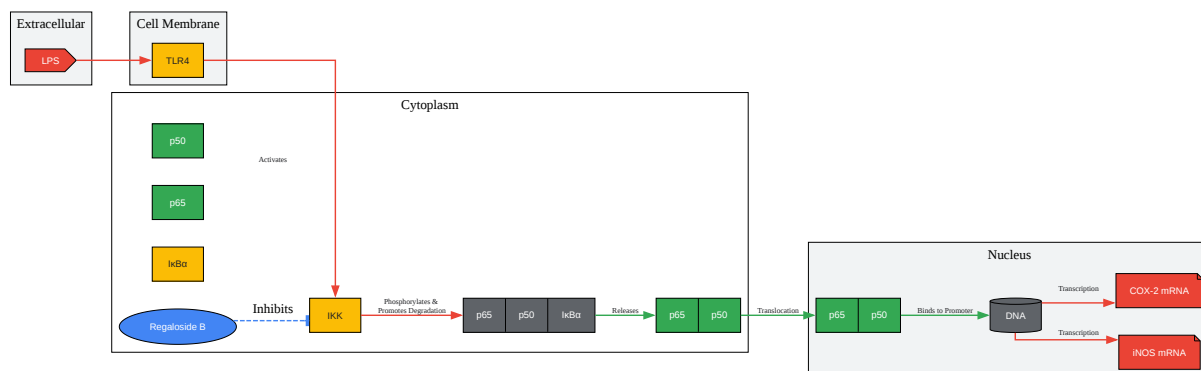 Extracellular
Cell Membrane
LPS
TLR4
Cytoplasm
p50
Activates
p65
IκBα
Regaloside B
Inhibits
IKK
Phosphorylates &
Promotes Degradation
p65
p50
IκBα
Releases
p65
p50
Translocation
Nucleus
p65
p50
Binds to Promoter
DNA
Transcription
COX-2 mRNA
Transcription
iNOS mRNA